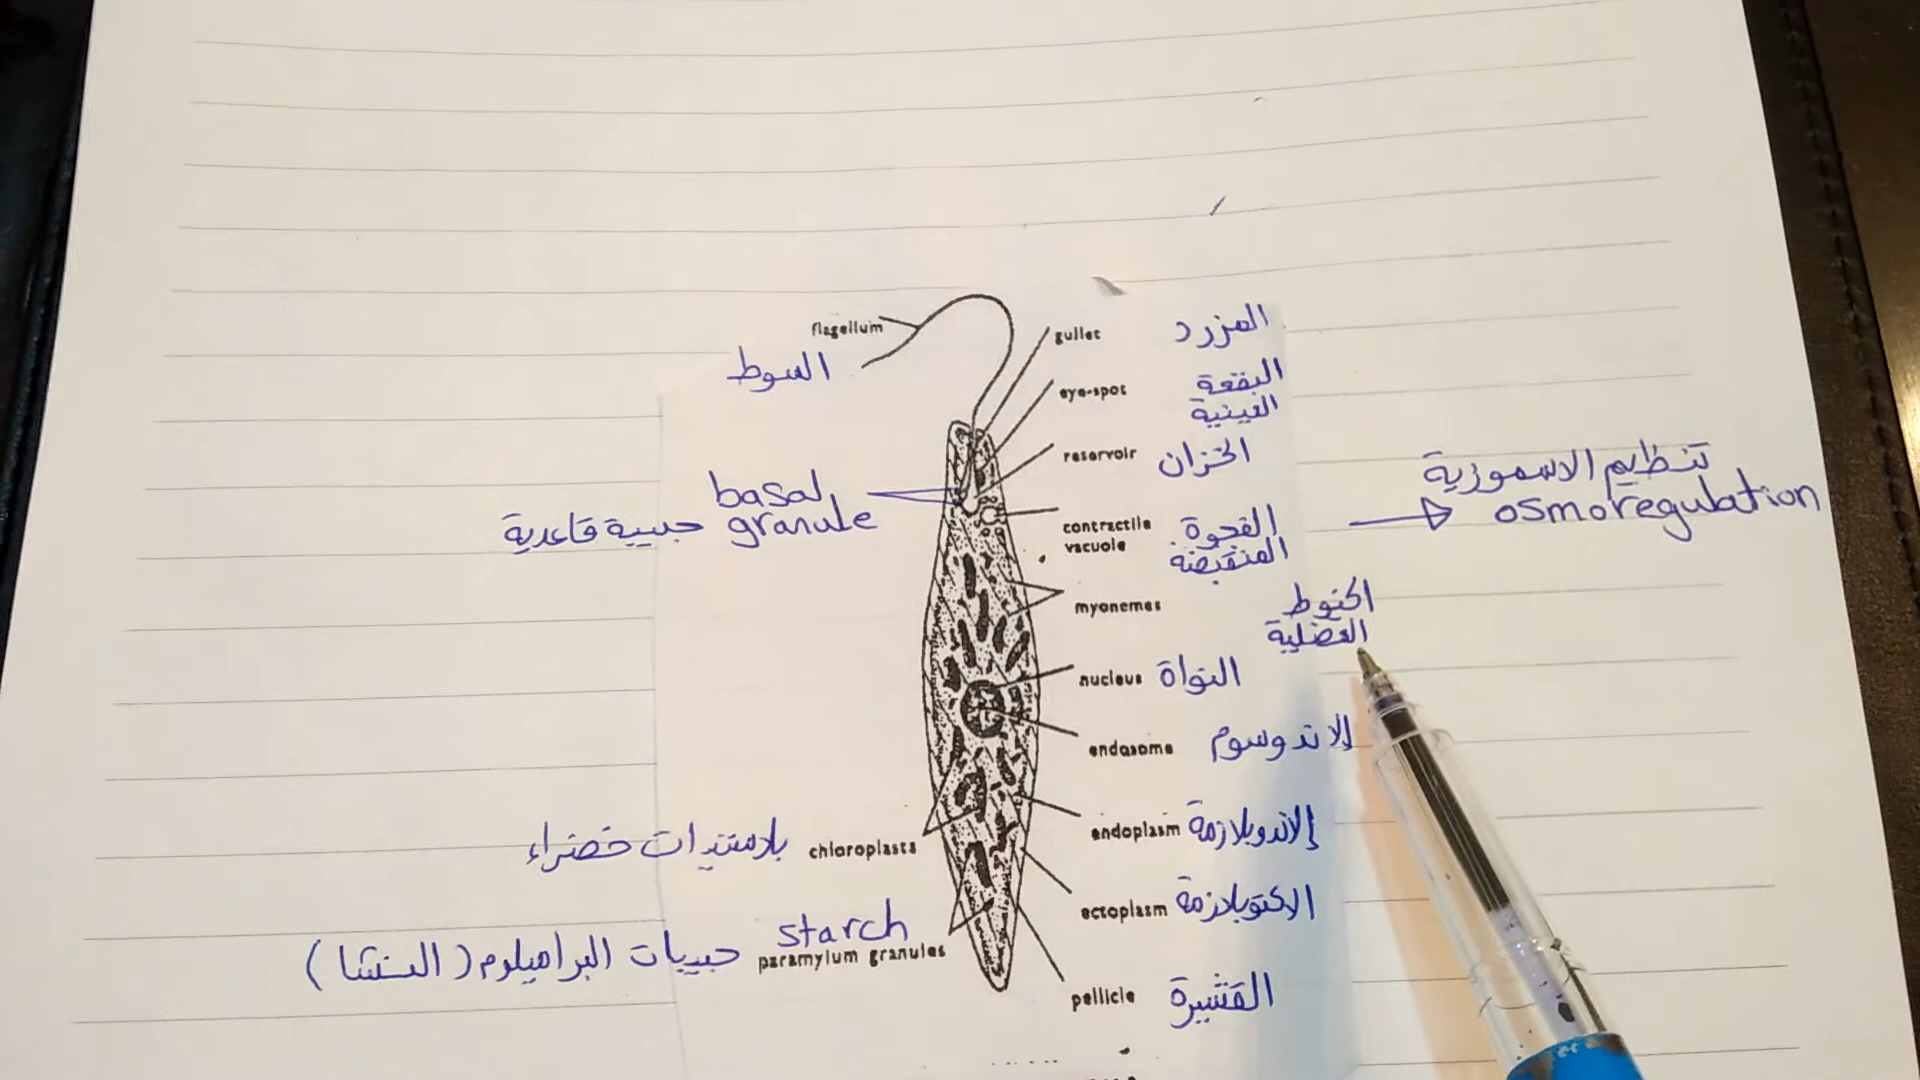 flagellum
السوط
gullet المزرد
eye-spot البقعة
العينية
reservoir الخزان
تنظيم الاسموزية
osmoregulation
basal
granule حبيبة قاعدية
contractile الفجوة
vacuole المنقبضة
myonemes
العضلية
nucleus النواة
endosome الاندوسوم
endoplasm الاندوبلازمة
chloroplasts بلاستيدات خضراء
ectoplasm الاكتوبلازمة
starch
paramylum granules حبيبات البراميلوم (النشا)
pellicle القشيرة